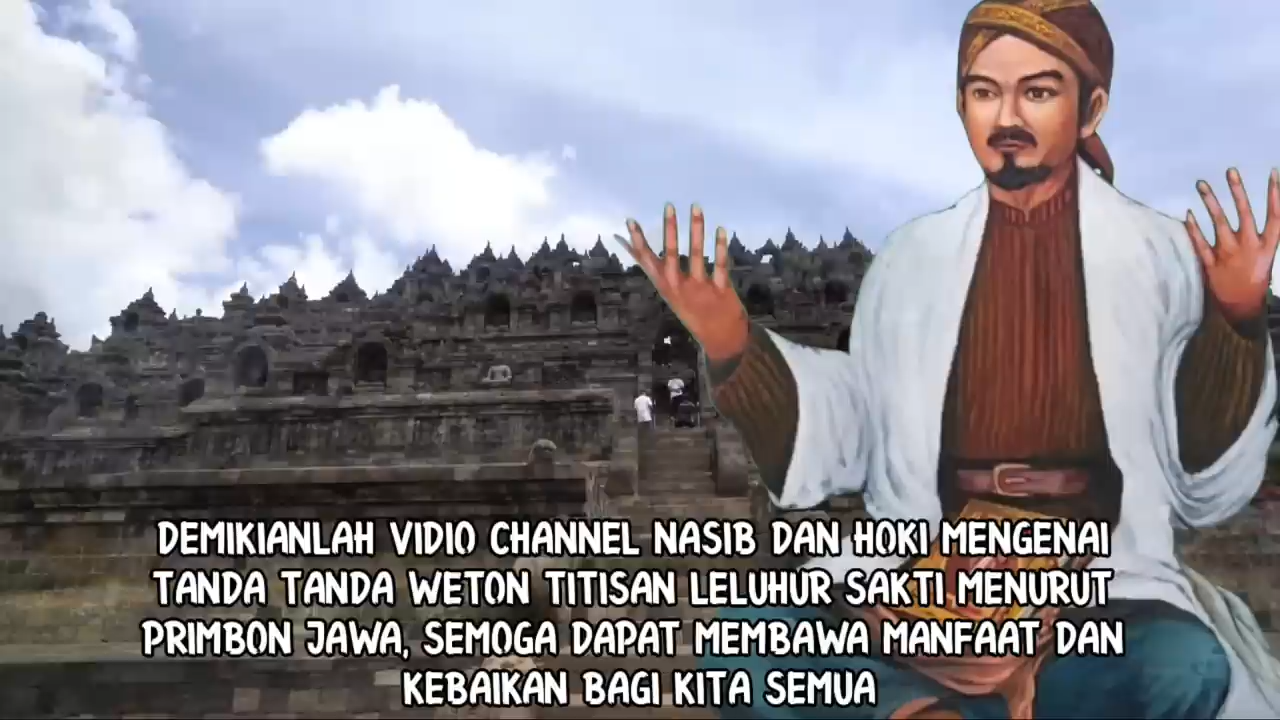 DEMIKIANLAH VIDIO CHANNEL NASIB DAN HOKI MENGENAI
TANDA TANDA WETON TITISAN LELUHUR SAKTI MENURUT
PRIMBON JAWA, SEMOGA DAPAT MEMBAWA MANFAAT DAN
KEBAIKAN BAGI KITA SEMUA